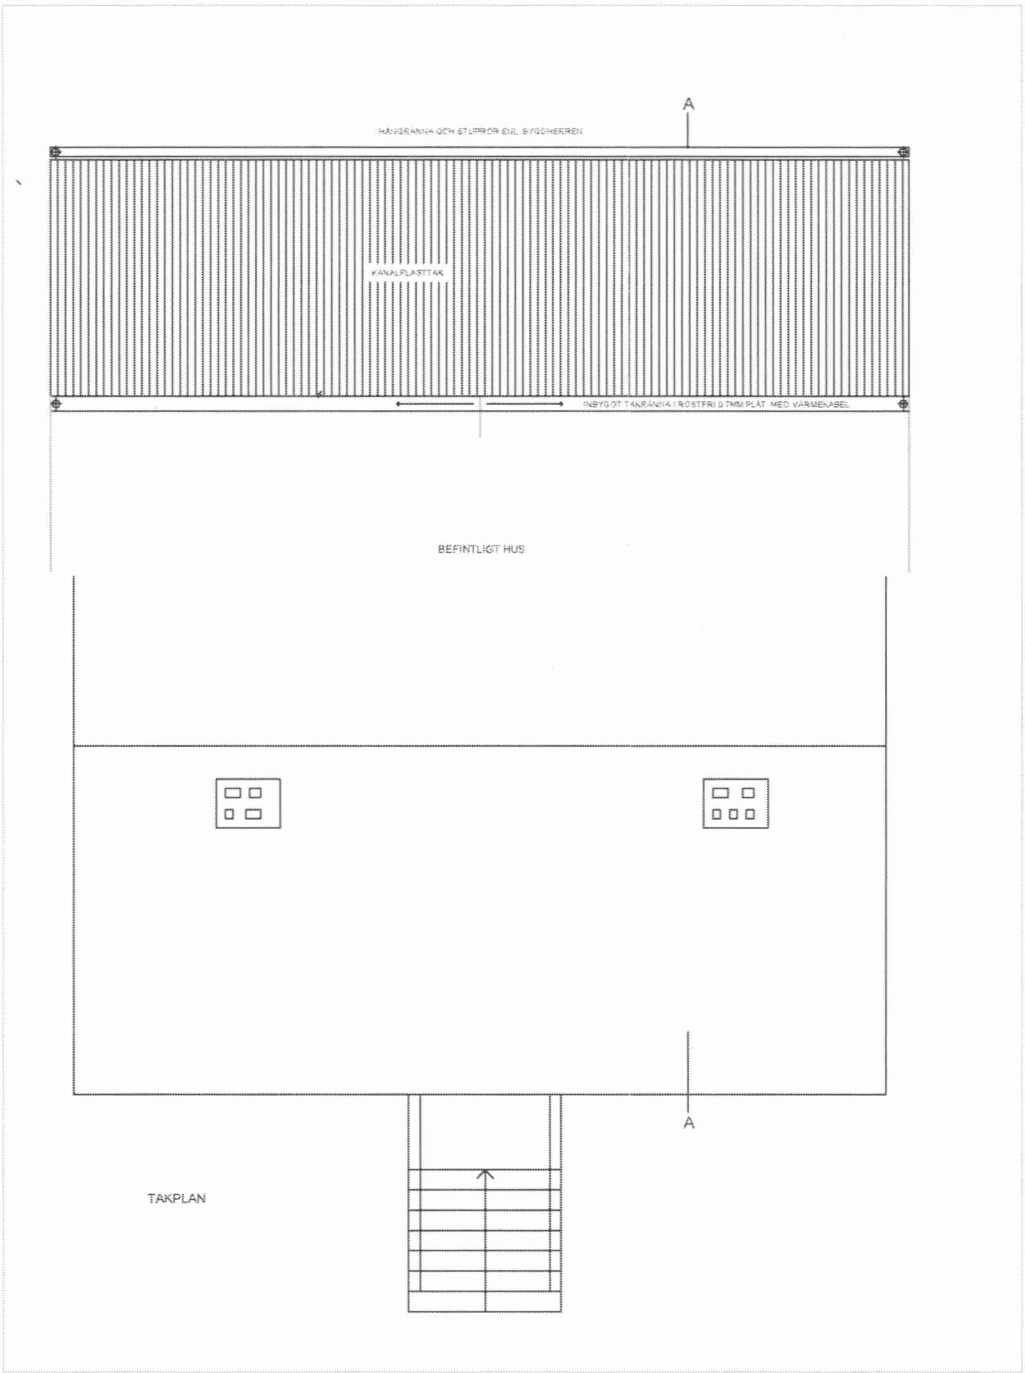 A
HÄNGRÄNNA OCH STUPRÖR ENL. BYGGHERREN
KANALPLASTTAK
INBYGGT TAKRÄNNA I ROSTFRI 0.7MM PLÅT MED VÄRMEKABEL
BEFINTLIGT HUS
A
TAKPLAN